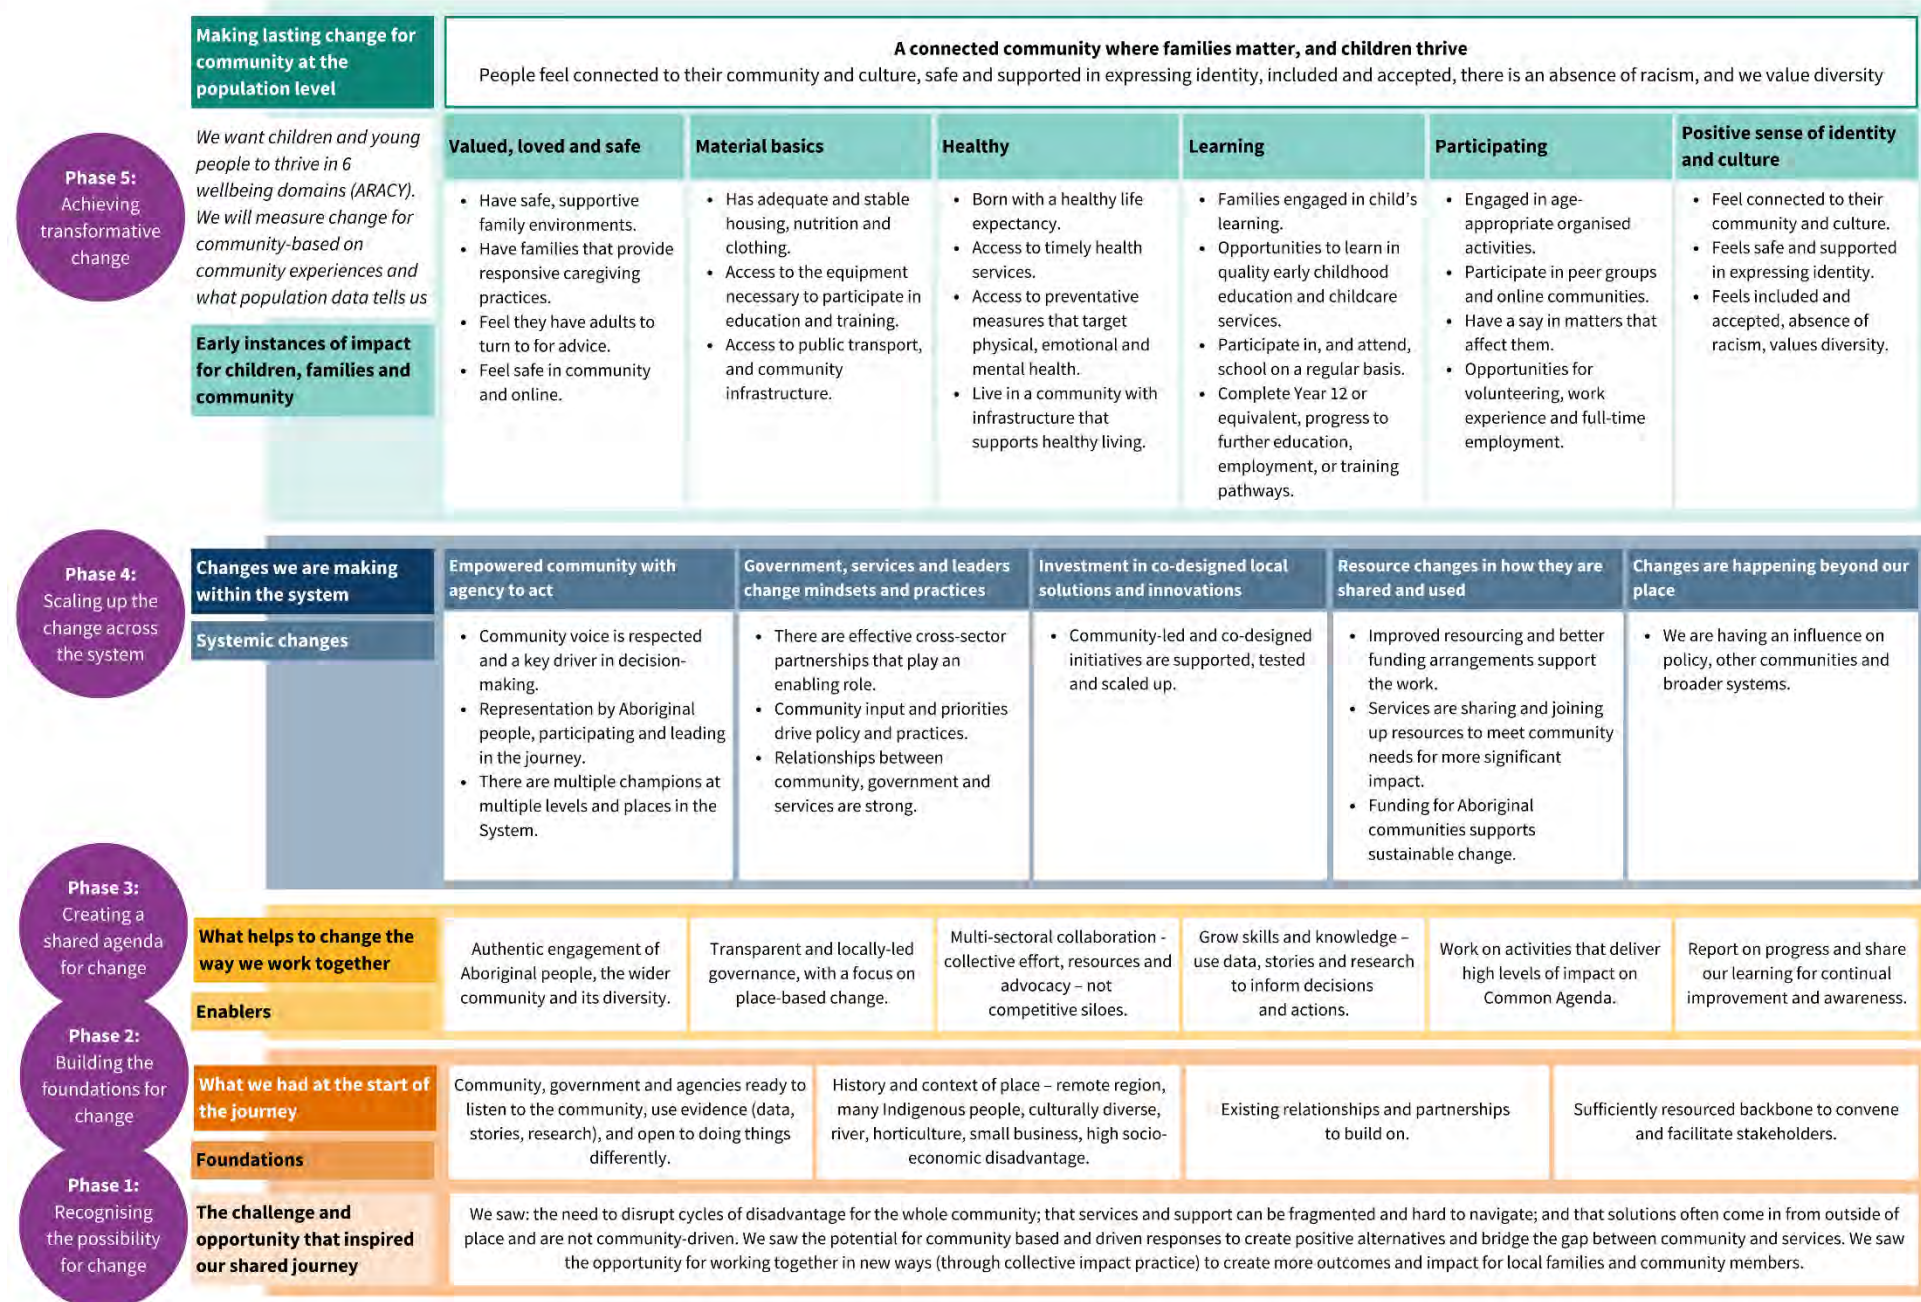 Making lasting change for
community at the
population level
A connected community where families matter, and children thrive
People feel connected to their community and culture, safe and supported in expressing identity, included and accepted, there is an absence of racism, and we value diversity
Phase 5:
Achieving
transformative
change
We want children and young
people to thrive in 6
wellbeing domains (ARACY).
We will measure change for
community-based on
community experiences and
what population data tells us
Early instances of impact
for children, families and
community
Valued, loved and safe
• Have safe, supportive
family environments.
• Have families that provide
responsive caregiving
practices.
• Feel they have adults to
turn to for advice.
• Feel safe in community
and online.
Material basics
• Has adequate and stable
housing, nutrition and
clothing.
• Access to the equipment
necessary to participate in
education and training.
• Access to public transport,
and community
infrastructure.
Healthy
• Born with a healthy life
expectancy.
• Access to timely health
services.
• Access to preventative
measures that target
physical, emotional and
mental health.
• Live in a community with
infrastructure that
supports healthy living.
Learning
• Families engaged in child's
learning.
• Opportunities to learn in
quality early childhood
education and childcare
services.
• Participate in, and attend,
school on a regular basis.
• Complete Year 12 or
equivalent, progress to
further education,
employment, or training
pathways.
Participating
• Engaged in age-
appropriate organised
activities.
• Participate in peer groups
and online communities.
• Have a say in matters that
affect them.
• Opportunities for
volunteering, work
experience and full-time
employment.
Positive sense of identity
and culture
• Feel connected to their
community and culture.
• Feels safe and supported
in expressing identity.
• Feels included and
accepted, absence of
racism, values diversity.
Phase 4:
Scaling up the
change across
the system
Changes we are making
within the system
Systemic changes
Empowered community with
agency to act
• Community voice is respected
and a key driver in decision-
making.
• Representation by Aboriginal
people, participating and leading
in the journey.
• There are multiple champions at
multiple levels and places in the
System.
Government, services and leaders
change mindsets and practices
• There are effective cross-sector
partnerships that play an
enabling role.
• Community input and priorities
drive policy and practices.
• Relationships between
community, government and
services are strong.
Investment in co-designed local
solutions and innovations
• Community-led and co-designed
initiatives are supported, tested
and scaled up.
Resource changes in how they are
shared and used
• Improved resourcing and better
funding arrangements support
the work.
• Services are sharing and joining
up resources to meet community
needs for more significant
impact.
• Funding for Aboriginal
communities supports
sustainable change.
Changes are happening beyond our
place
• We are having an influence on
policy, other communities and
broader systems.
Phase 3:
Creating a
shared agenda
for change
What helps to change the
way we work together
Enablers
Authentic engagement of
Aboriginal people, the wider
community and its diversity.
Transparent and locally-led
governance, with a focus on
place-based change.
Multi-sectoral collaboration -
collective effort, resources and
advocacy – not
competitive siloes.
Grow skills and knowledge –
use data, stories and research
to inform decisions
and actions.
Work on activities that deliver
high levels of impact on
Common Agenda.
Report on progress and share
our learning for continual
improvement and awareness.
Phase 2:
Building the
foundations for
change
What we had at the start of
the journey
Foundations
Community, government and agencies ready to
listen to the community, use evidence (data,
stories, research), and open to doing things
differently.
History and context of place – remote region,
many Indigenous people, culturally diverse,
river, horticulture, small business, high socio-
economic disadvantage.
Existing relationships and partnerships
to build on.
Sufficiently resourced backbone to convene
and facilitate stakeholders.
Phase 1:
Recognising
the possibility
for change
The challenge and
opportunity that inspired
our shared journey
We saw: the need to disrupt cycles of disadvantage for the whole community; that services and support can be fragmented and hard to navigate; and that solutions often come in from outside of
place and are not community-driven. We saw the potential for community based and driven responses to create positive alternatives and bridge the gap between community and services. We saw
the opportunity for working together in new ways (through collective impact practice) to create more outcomes and impact for local families and community members.